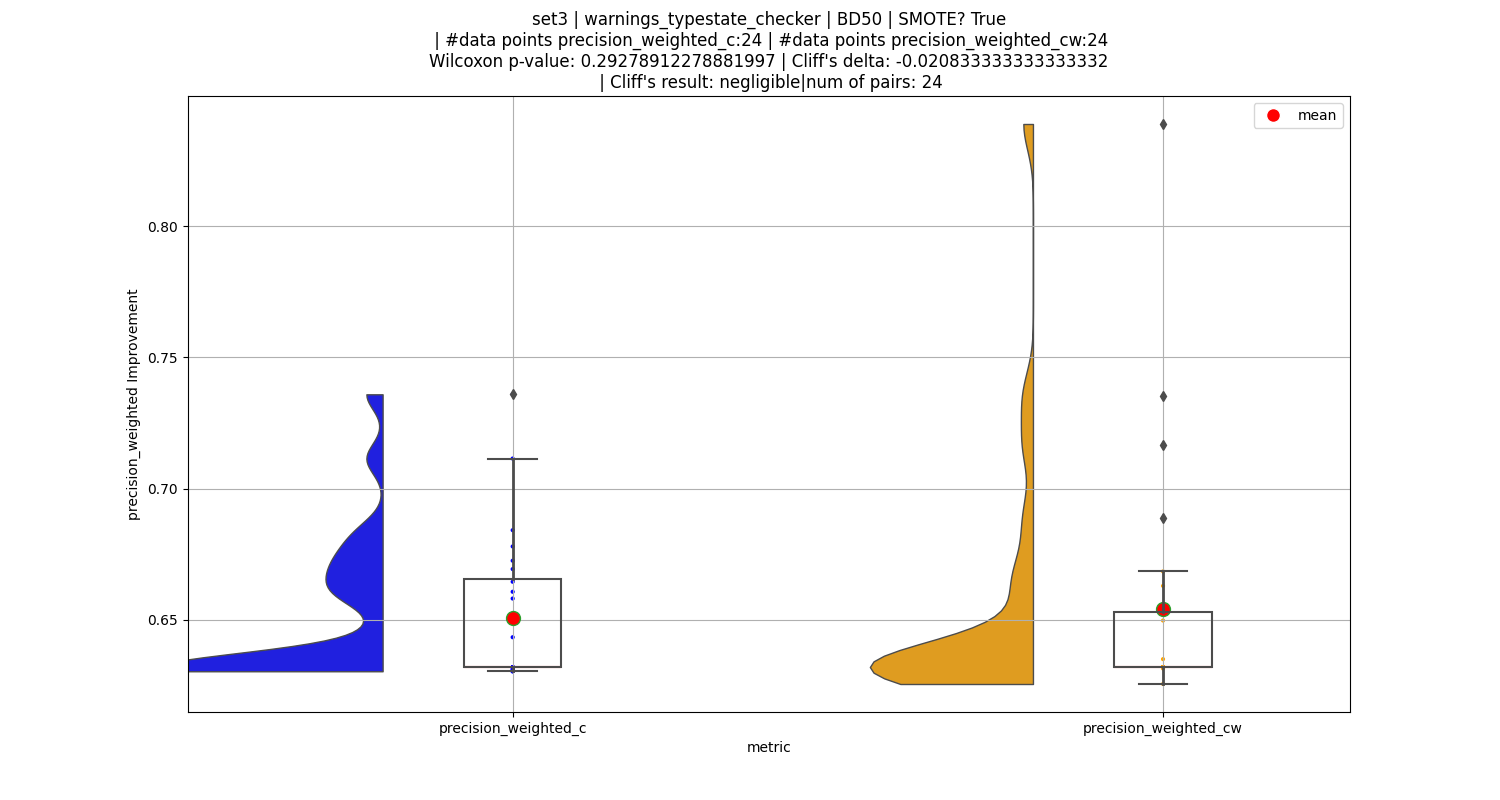 set3 | warnings_typestate_checker | BD50 | SMOTE? True
| #data points precision_weighted_c:24 | #data points precision_weighted_cw:24
Wilcoxon p-value: 0.29278912278881997 | Cliff's delta: -0.020833333333333332
| Cliff's result: negligible|num of pairs: 24
mean
0.80
0.75
0.70
0.65
precision_weighted Improvement
precision_weighted_c
precision_weighted_cw
metric